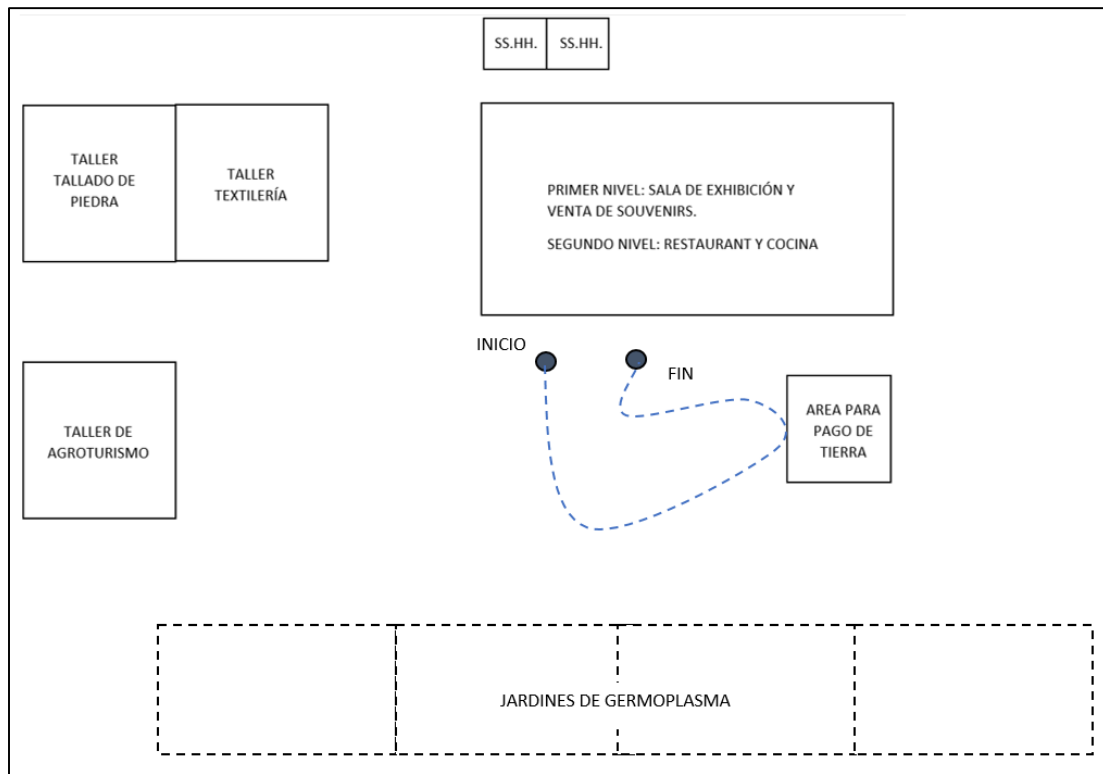 SS.HH. SS.HH.
TALLER
TALLADO DE
PIEDRA
TALLER
TEXTILERÍA
PRIMER NIVEL: SALA DE EXHIBICIÓN Y
VENTA DE SOUVENIRS.
SEGUNDO NIVEL: RESTAURANT Y COCINA
INICIO
FIN
TALLER DE
AGROTURISMO
AREA PARA
PAGO DE
TIERRA
JARDINES DE GERMOPLASMA